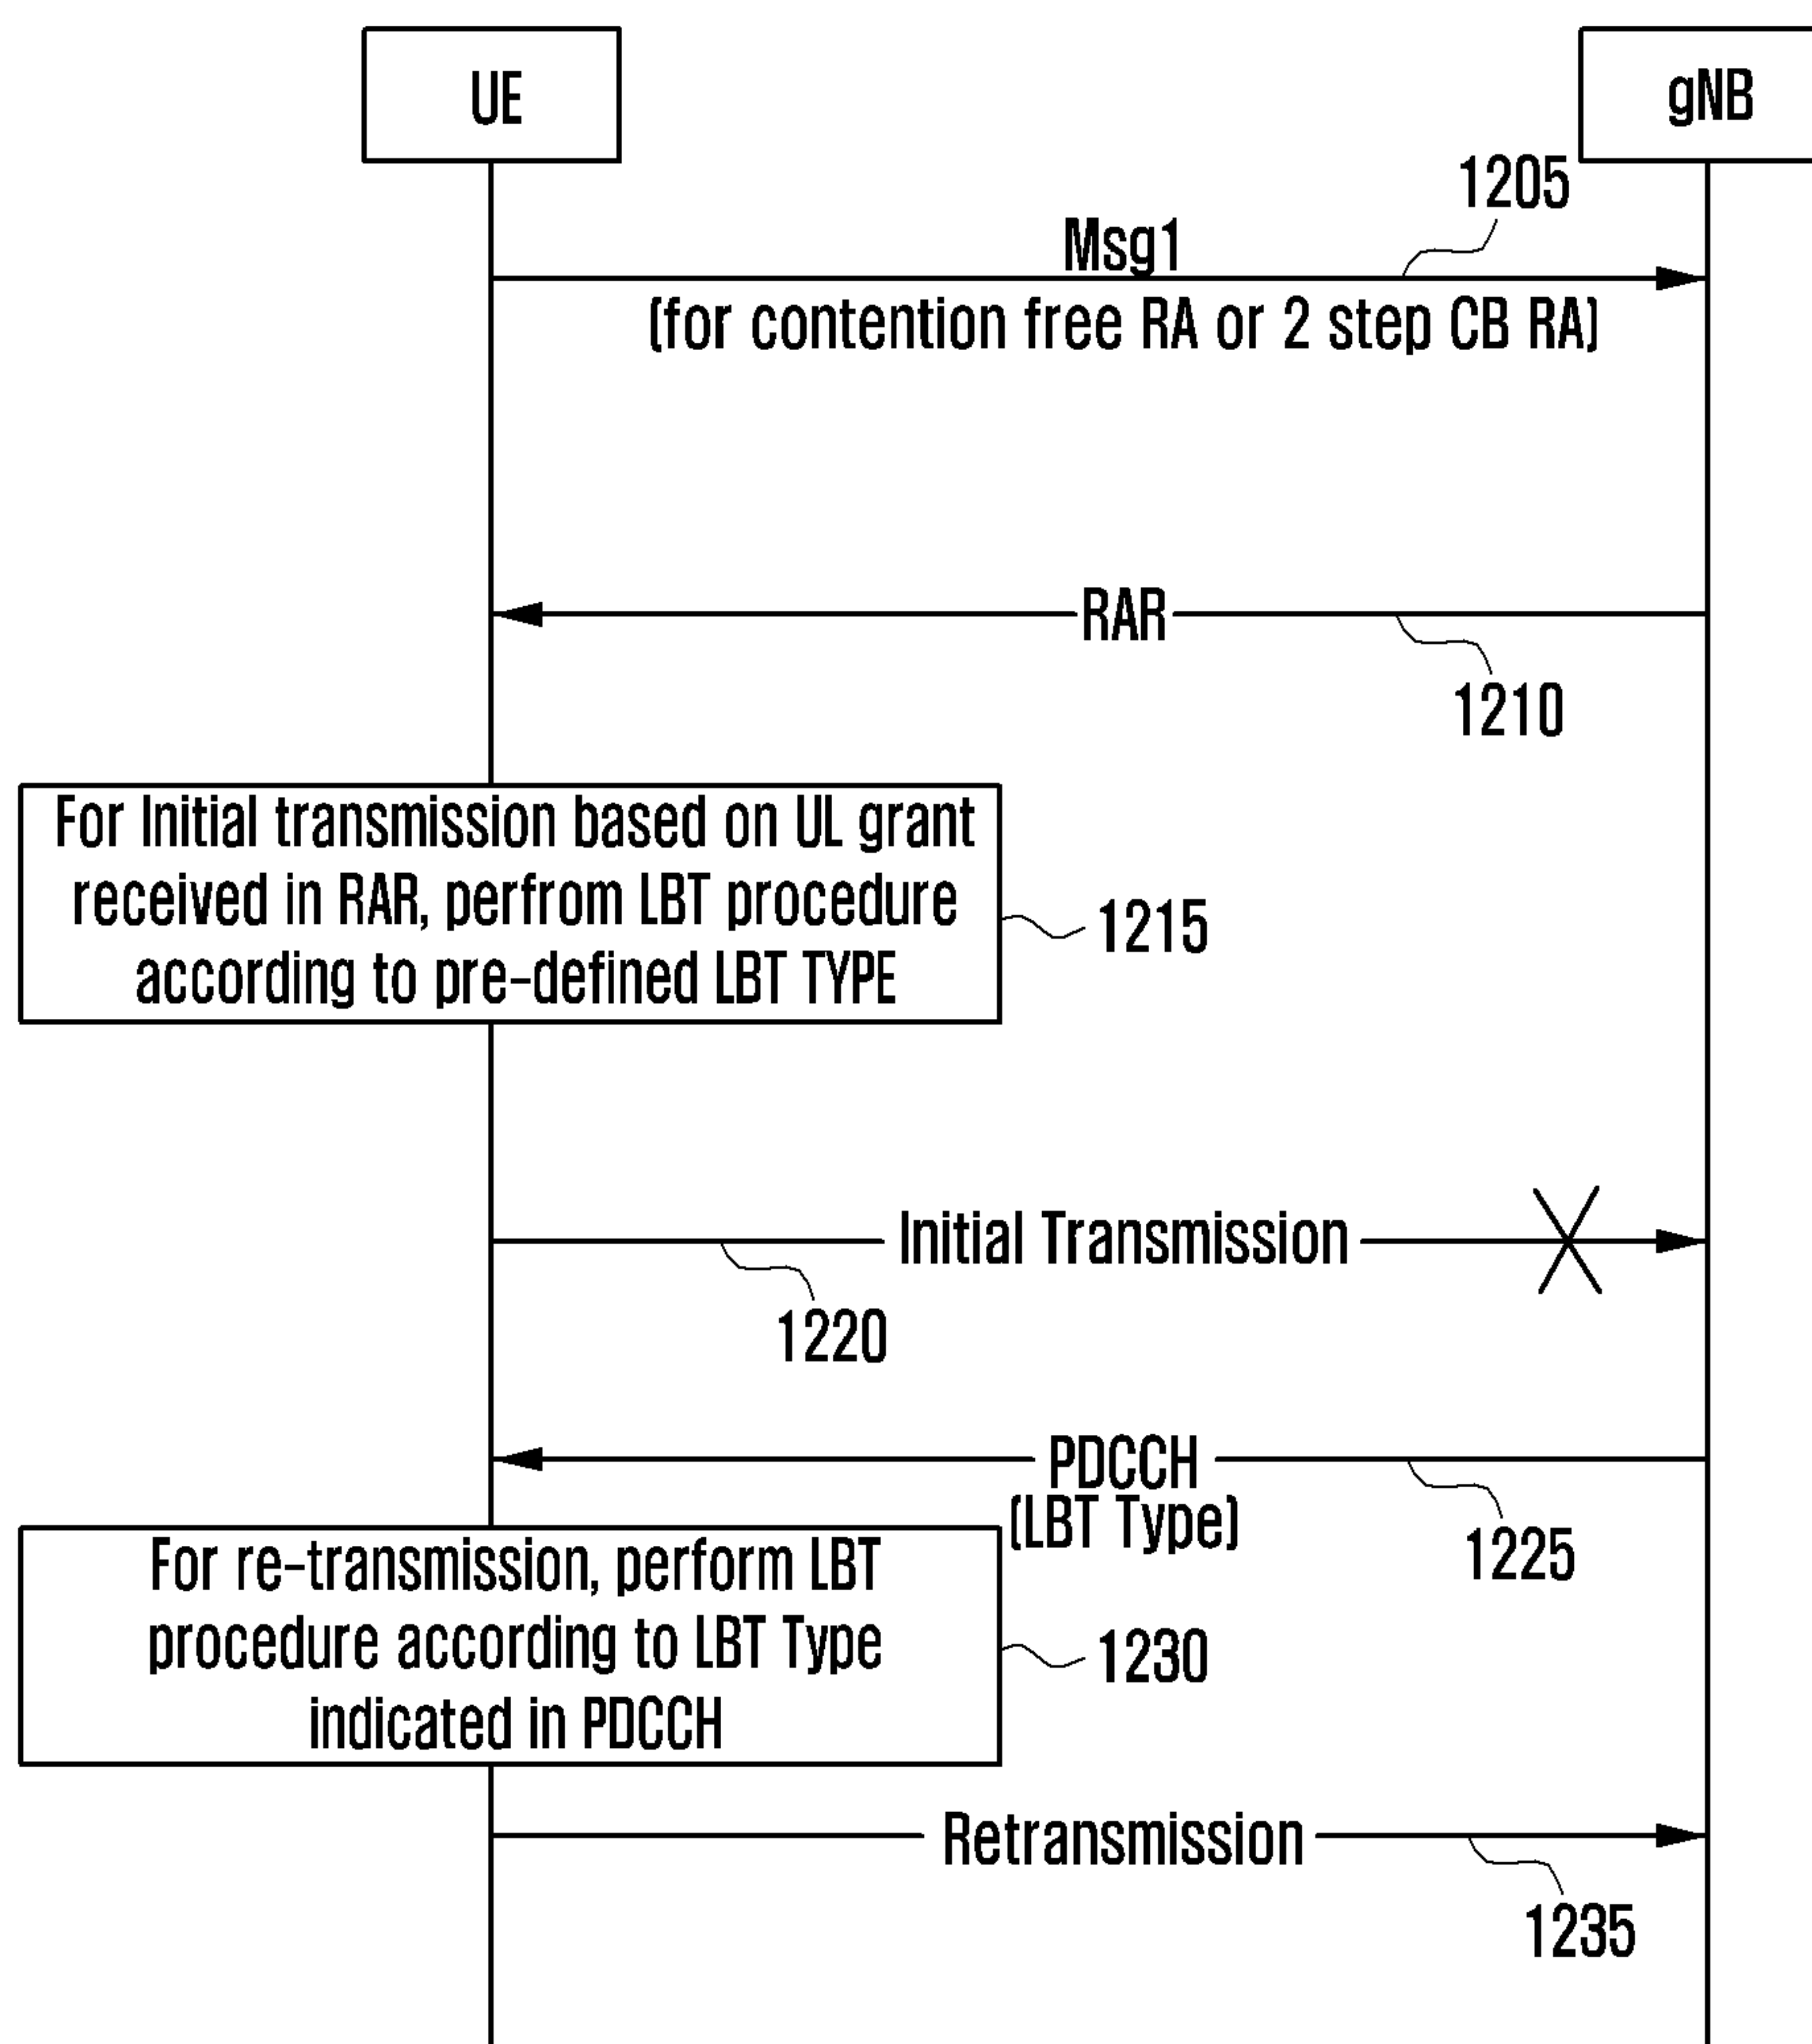 UE
gNB
1205
Msg1
(for contention free RA or 2 step CB RA)
RAR
1210
For Initial transmission based on UL grant
received in RAR, perfrom LBT procedure
according to pre-defined LBT TYPE
1215
Initial Transmission
1220
PDCCH
(LBT Type)
1225
For re-transmission, perform LBT
procedure according to LBT Type
indicated in PDCCH
1230
Retransmission
1235